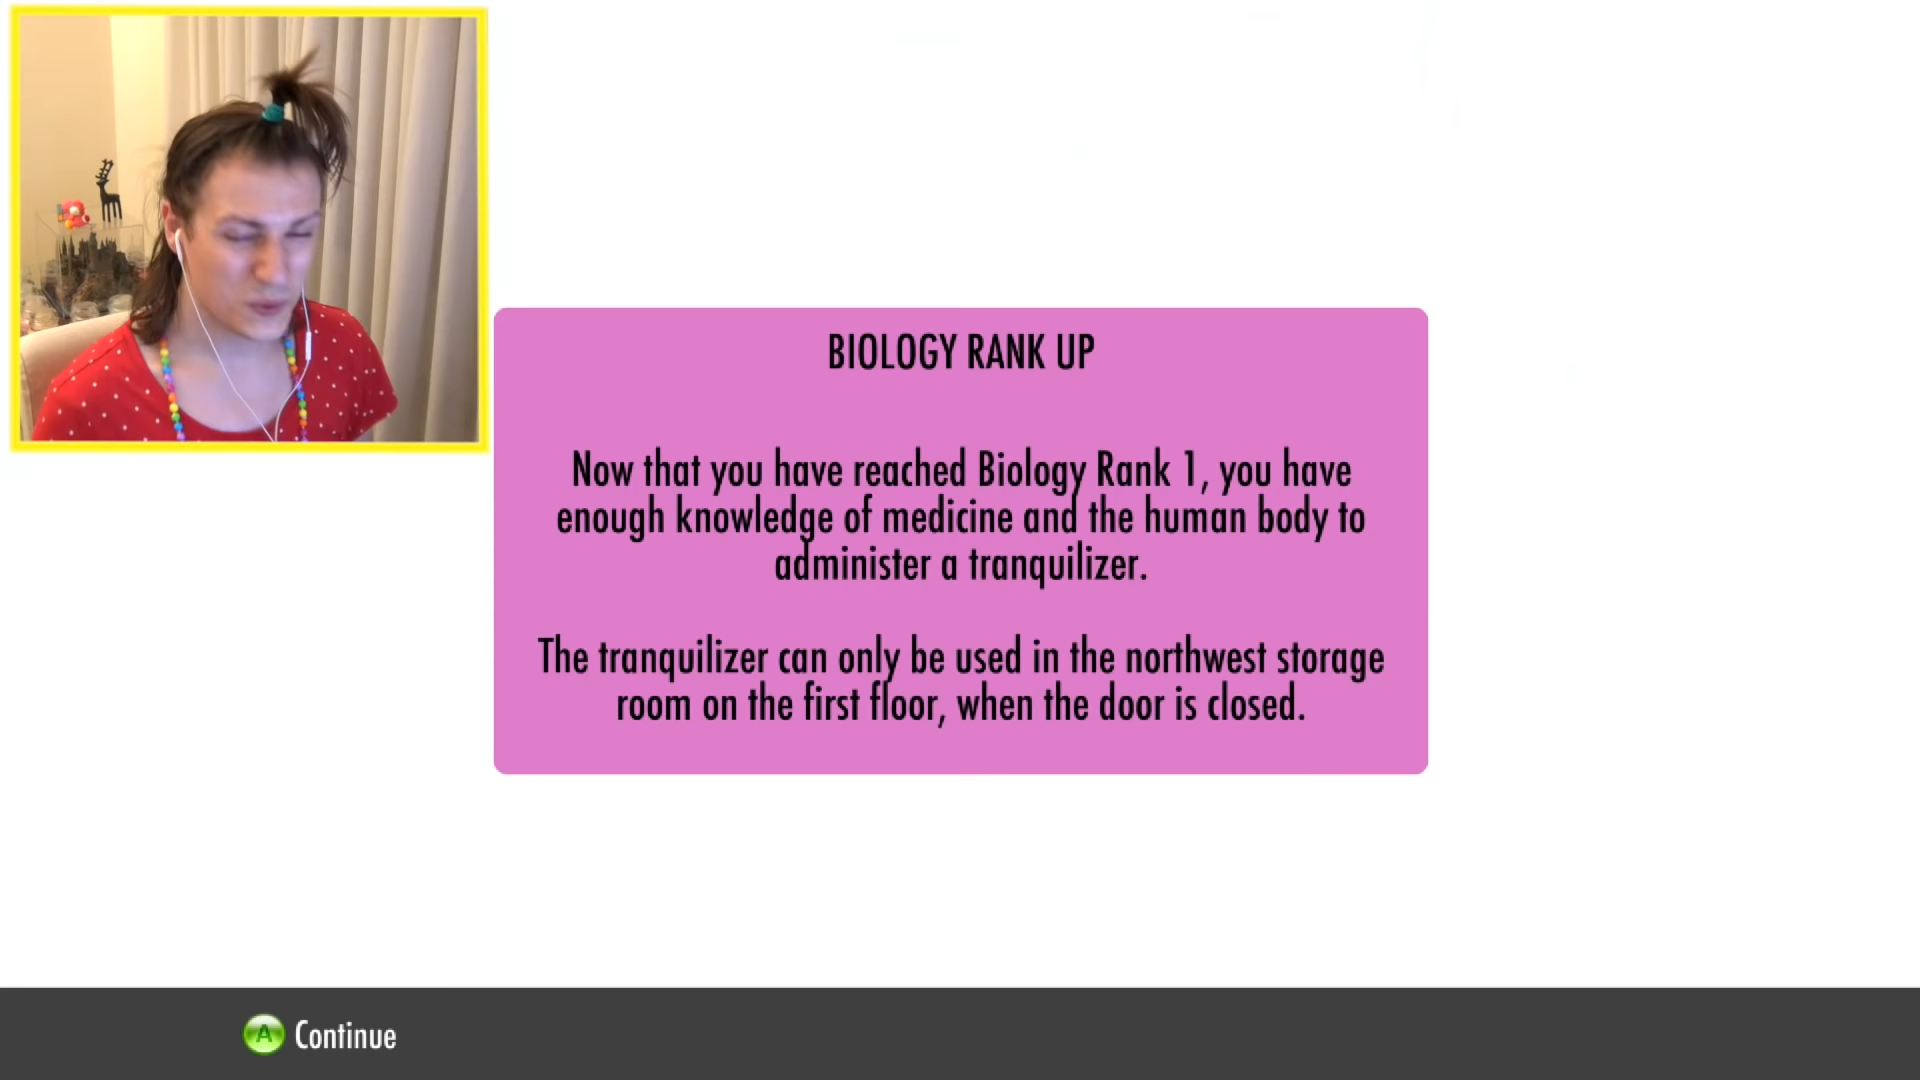 BIOLOGY RANK UP
Now that you have reached Biology Rank 1, you have
enough knowledge of medicine and the human body to
administer a tranquilizer.
The tranquilizer can only be used in the northwest storage
room on the first floor, when the door is closed.
A Continue